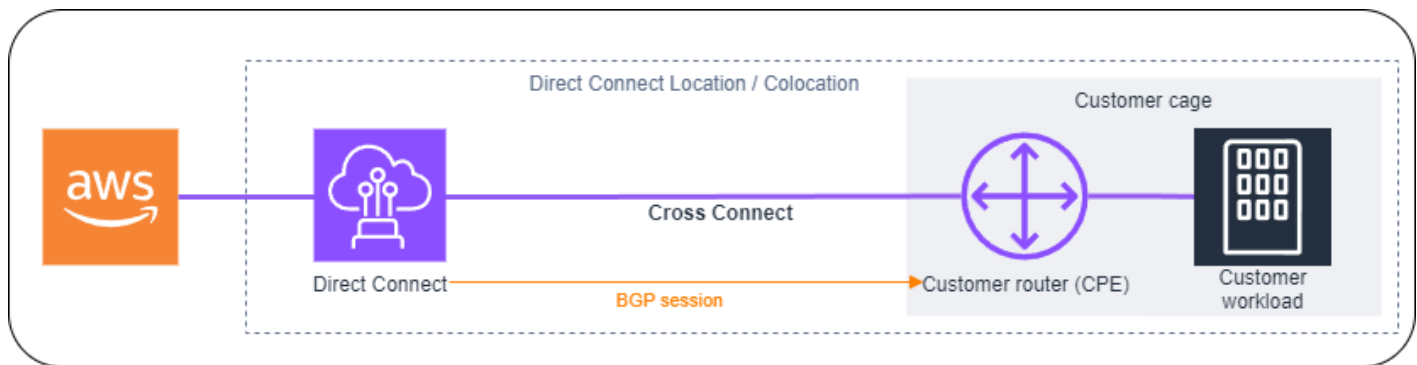 Direct Connect Location / Colocation
Customer cage
aws
Cross Connect
Direct Connect
BGP session
Customer router (CPE)
Customer
workload